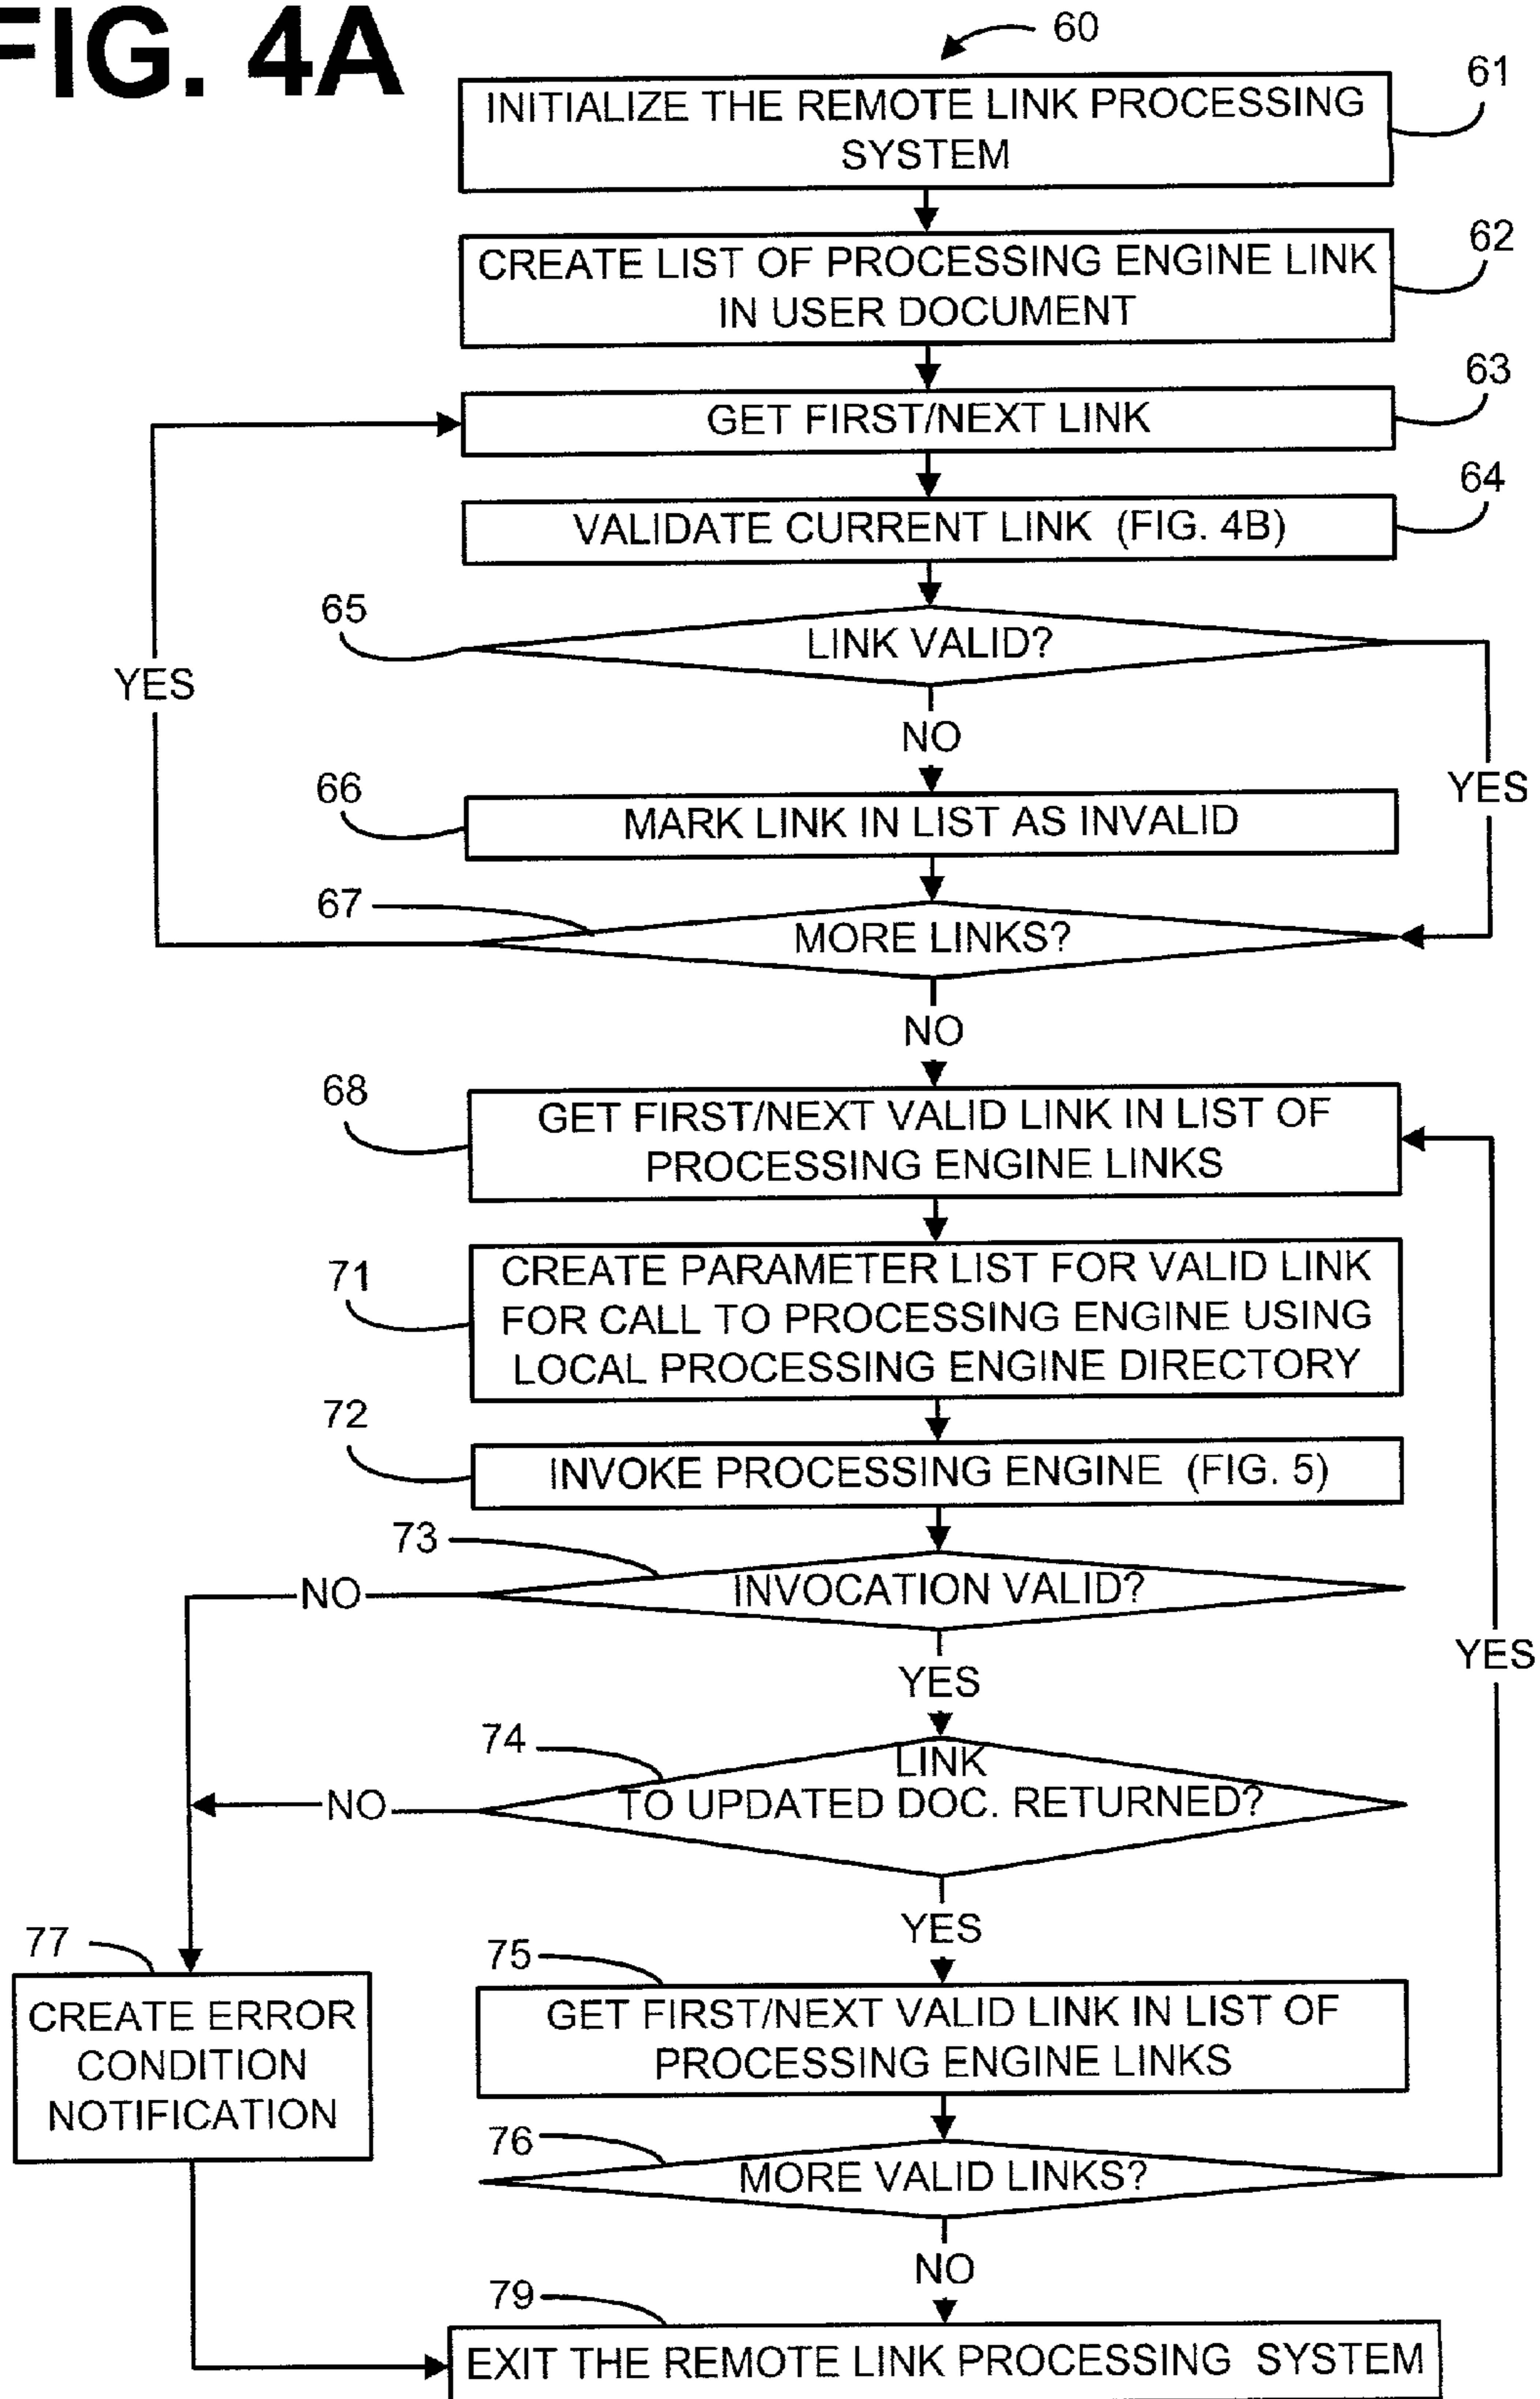 FIG. 4A
60
61
INITIALIZE THE REMOTE LINK PROCESSING
SYSTEM
62
CREATE LIST OF PROCESSING ENGINE LINK
IN USER DOCUMENT
63
GET FIRST/NEXT LINK
64
VALIDATE CURRENT LINK (FIG. 4B)
65
LINK VALID?
YES
NO
YES
66
MARK LINK IN LIST AS INVALID
67
MORE LINKS?
NO
68
GET FIRST/NEXT VALID LINK IN LIST OF
PROCESSING ENGINE LINKS
71
CREATE PARAMETER LIST FOR VALID LINK
FOR CALL TO PROCESSING ENGINE USING
LOCAL PROCESSING ENGINE DIRECTORY
72
INVOKE PROCESSING ENGINE (FIG. 5)
73
INVOCATION VALID?
NO
YES
YES
74
LINK
TO UPDATED DOC. RETURNED?
NO
YES
75
GET FIRST/NEXT VALID LINK IN LIST OF
PROCESSING ENGINE LINKS
77
CREATE ERROR
CONDITION
NOTIFICATION
76
MORE VALID LINKS?
NO
79
EXIT THE REMOTE LINK PROCESSING SYSTEM